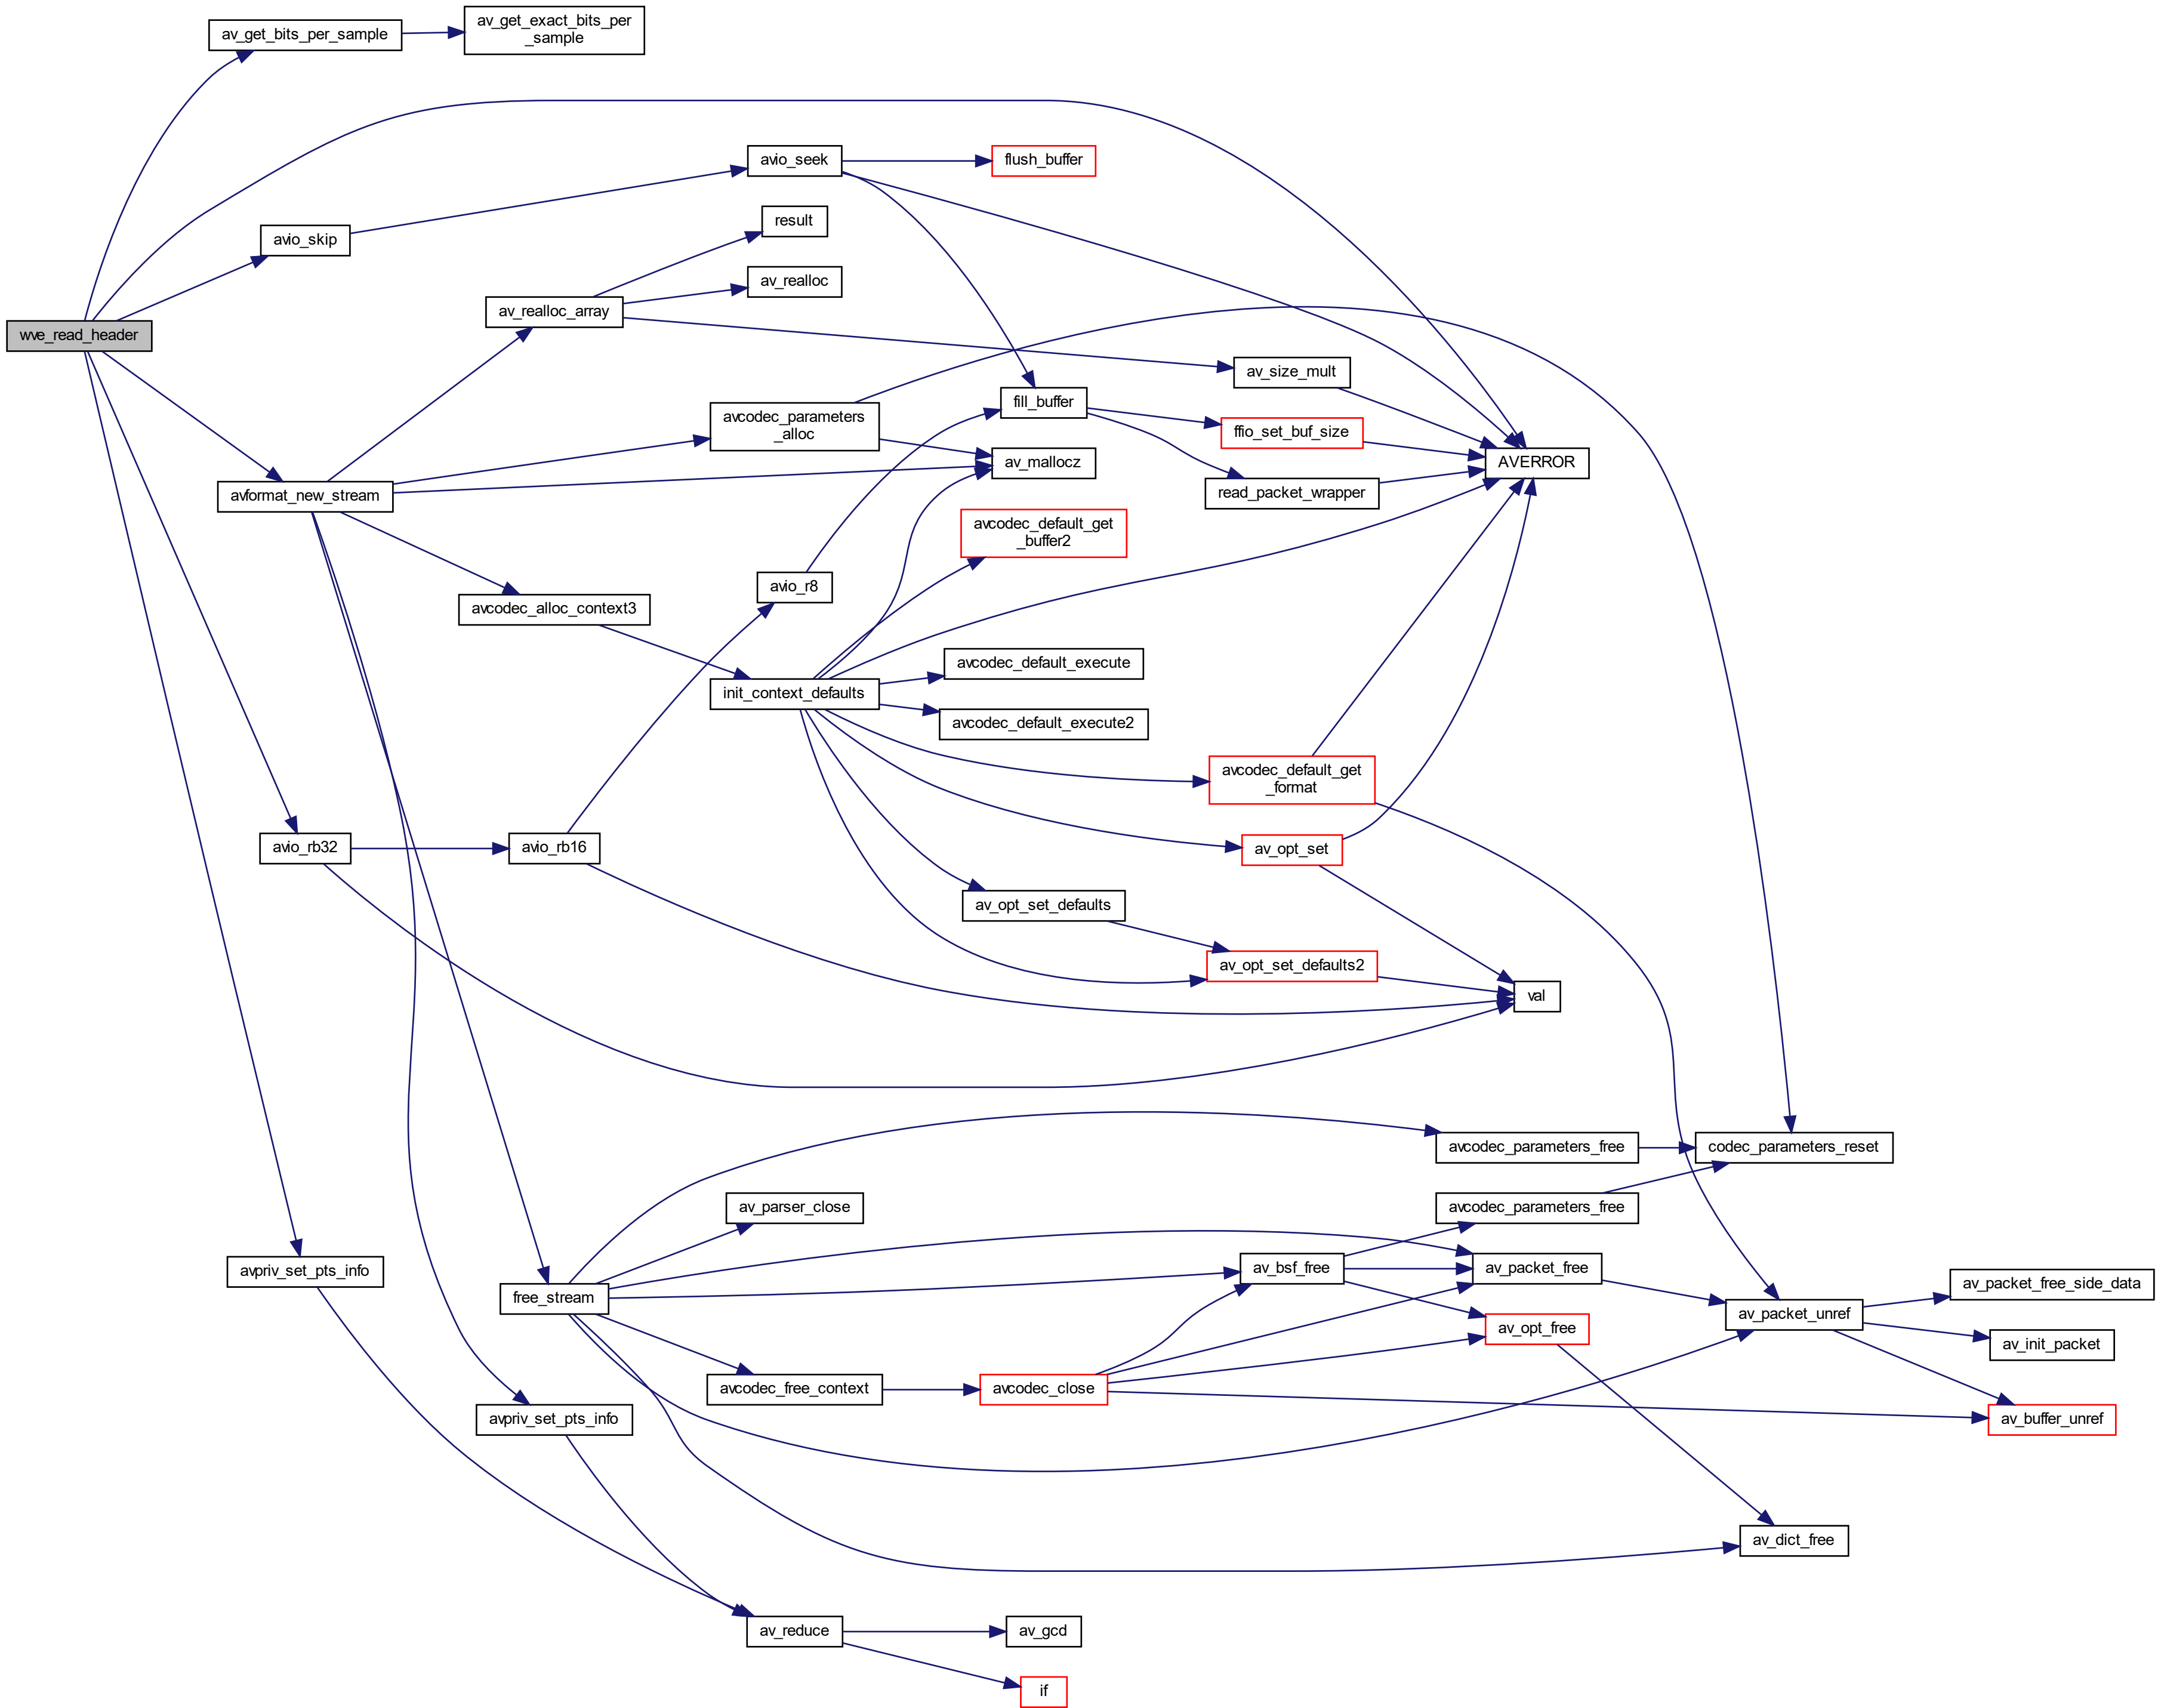 av_get_bits_per_sample
av_get_exact_bits_per
_sample
avio_seek
flush_buffer
result
avio_skip
av_realloc
av_realloc_array
wve_read_header
av_size_mult
fill_buffer
avcodec_parameters
_alloc
ffio_set_buf_size
av_mallocz
AVERROR
avformat_new_stream
read_packet_wrapper
avcodec_default_get
_buffer2
avio_r8
avcodec_alloc_context3
avcodec_default_execute
init_context_defaults
avcodec_default_execute2
avcodec_default_get
_format
avio_rb32
avio_rb16
av_opt_set
av_opt_set_defaults
av_opt_set_defaults2
val
avcodec_parameters_free
codec_parameters_reset
av_parser_close
avcodec_parameters_free
avpriv_set_pts_info
av_bsf_free
av_packet_free
av_packet_free_side_data
free_stream
av_packet_unref
av_opt_free
av_init_packet
avcodec_free_context
avcodec_close
avpriv_set_pts_info
av_buffer_unref
av_dict_free
av_reduce
av_gcd
if